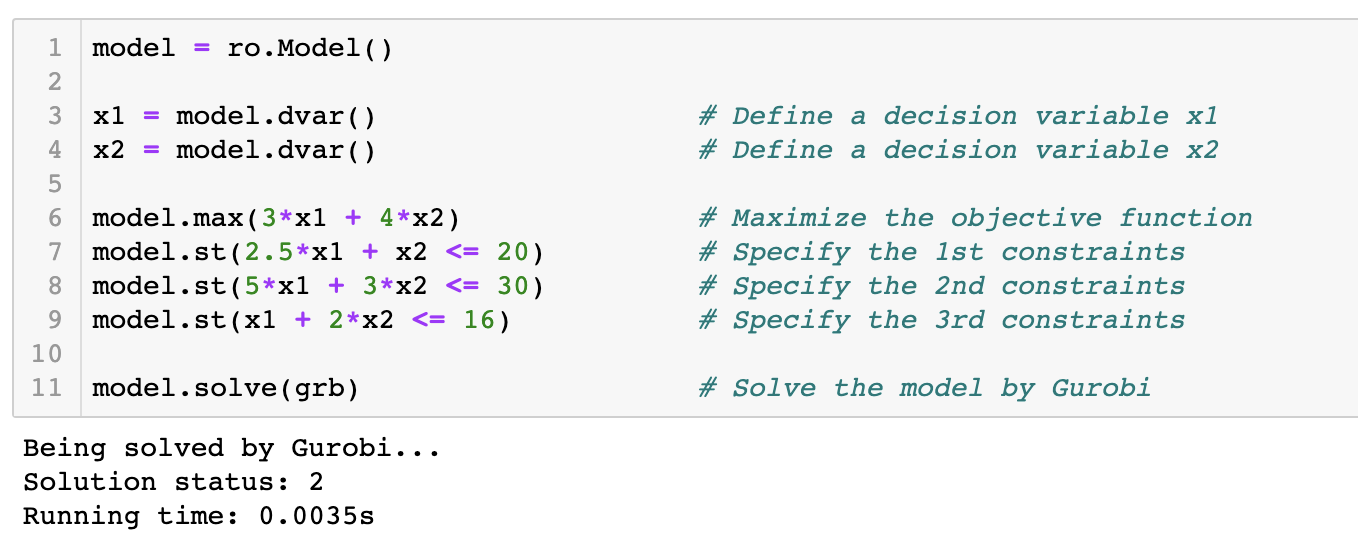 1 model = ro.Model()
2
3 x1 = model.dvar() # Define a decision variable x1
4 x2 = model.dvar() # Define a decision variable x2
5
6 model.max(3*x1 + 4*x2) # Maximize the objective function
7 model.st(2.5*x1 + x2 <= 20) # Specify the 1st constraints
8 model.st(5*x1 + 3*x2 <= 30) # Specify the 2nd constraints
9 model.st(x1 + 2*x2 <= 16) # Specify the 3rd constraints
10
11 model.solve(grb) # Solve the model by Gurobi
Being solved by Gurobi...
Solution status: 2
Running time: 0.0035s